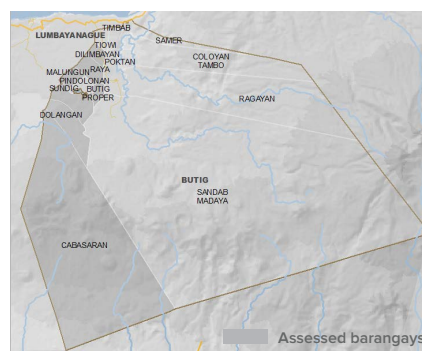 TIMBAB
LUMBAYANAGUE
SAMER
TIOWI
DILIMBAYAN
COLOYAN
TAMBO
POKTAN
RAYA
MALUNGUN
PINDOLONAN
SUNDIG
BUTIG
PROPER
RAGAYAN
DOLANGAN
BUTIG
SANDAB
MADAYA
CABASARAN
Assessed barangays